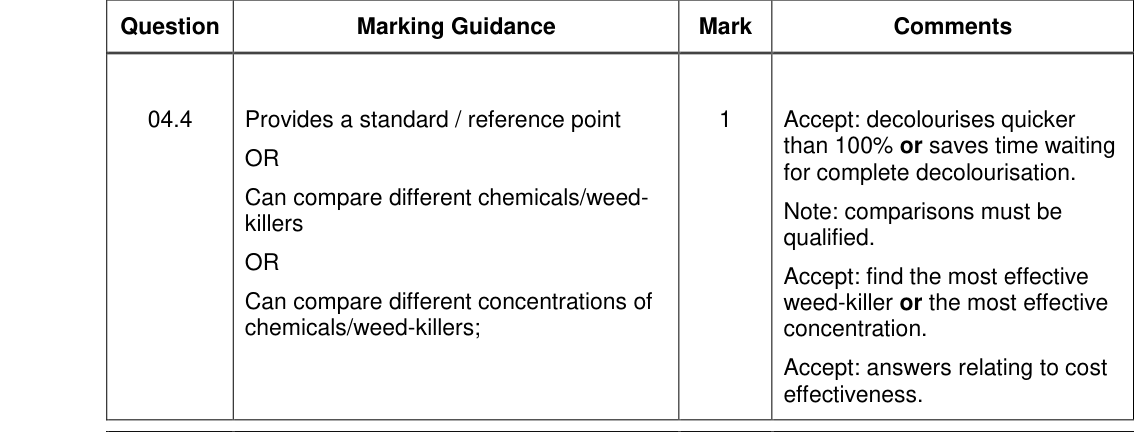 Question Marking Guidance Mark Comments
04.4 Provides a standard / reference point 1 Accept: decolourises quicker
than 100% or saves time waiting
OR
for complete decolourisation.
Can compare different chemicals/weed-
killers
Note: comparisons must be
qualified.
OR
Accept: find the most effective
weed-killer or the most effective
concentration.
Can compare different concentrations of
chemicals/weed-killers;
Accept: answers relating to cost
effectiveness.